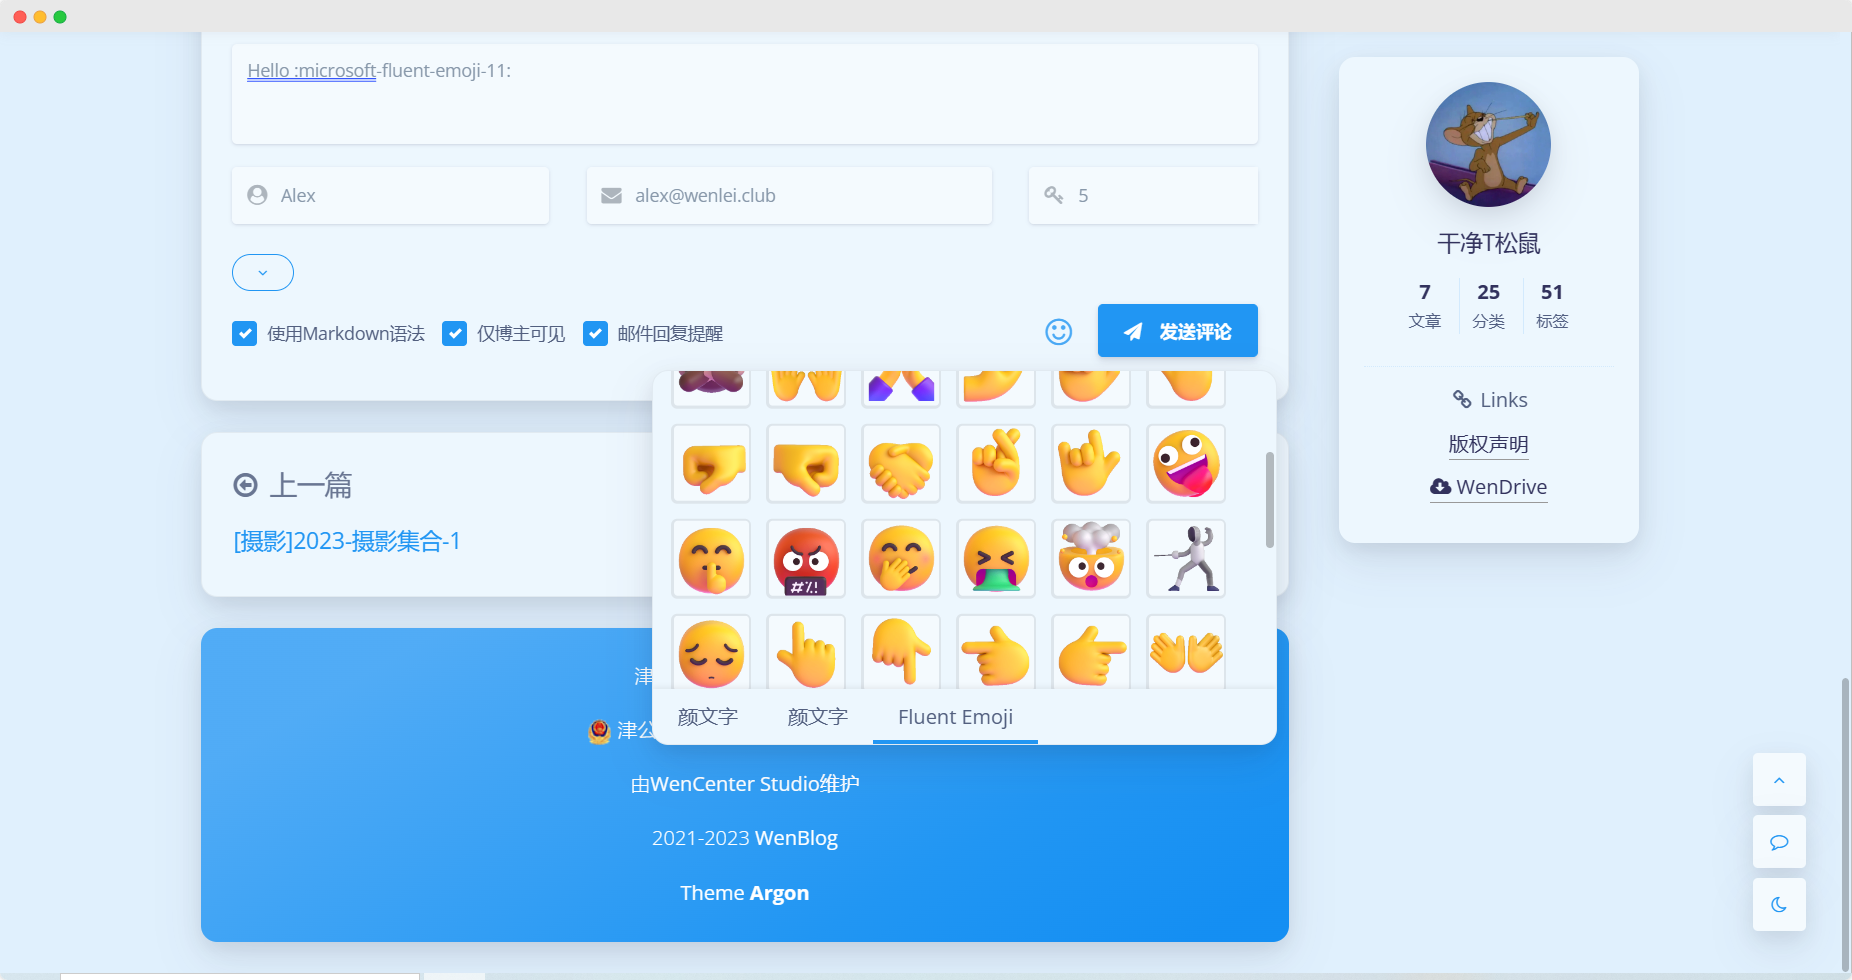 Hello :microsoft-fluent-emoji-11:
Alex
alex@wenlei.club
5
使用Markdown语法
仅博主可见
邮件回复提醒
发送评论
#?.!
颜文字
颜文字
Fluent Emoji
上一篇
[摄影]2023-摄影集合-1
津
津公
由WenCenter Studio维护
2021-2023 WenBlog
Theme Argon
干净T松鼠
7
25
51
文章
分类
标签
Links
版权声明
WenDrive